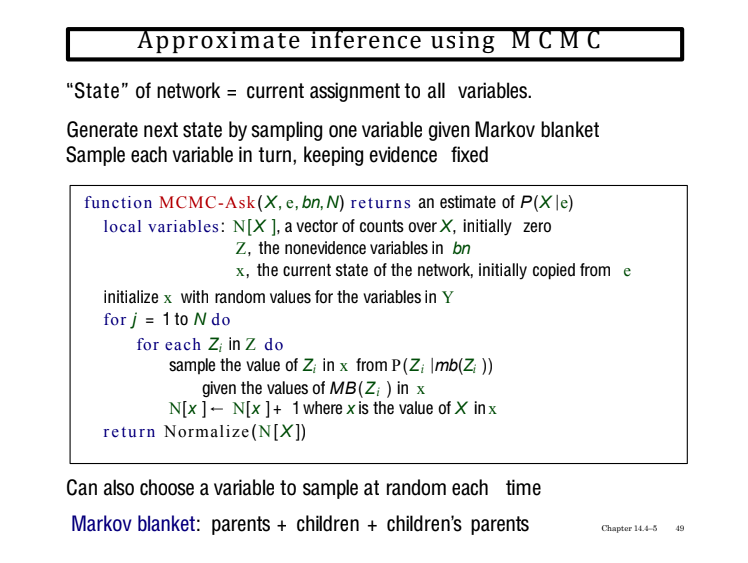 Approximate inference using MCMC
“State” of network = current assignment to all variables.
Generate next state by sampling one variable given Markov blanket
Sample each variable in turn, keeping evidence fixed
function MCMC-Ask(X, e, bn, N) returns an estimate of P(X|e)
local variables: N[X ], a vector of counts over X, initially zero
Z, the nonevidence variables in bn
x, the current state of the network, initially copied from e
initialize x with random values for the variables in Y
for j = 1 to N do
for each Zi in Z do
sample the value of Zi in x from P(Zi |mb(Zi ))
given the values of MB(Zi ) in x
N[x ] ← N[x ] + 1 where x is the value of X in x
return Normalize(N[X])
Can also choose a variable to sample at random each time
Markov blanket: parents + children + children’s parents
Chapter 14.4–5 49